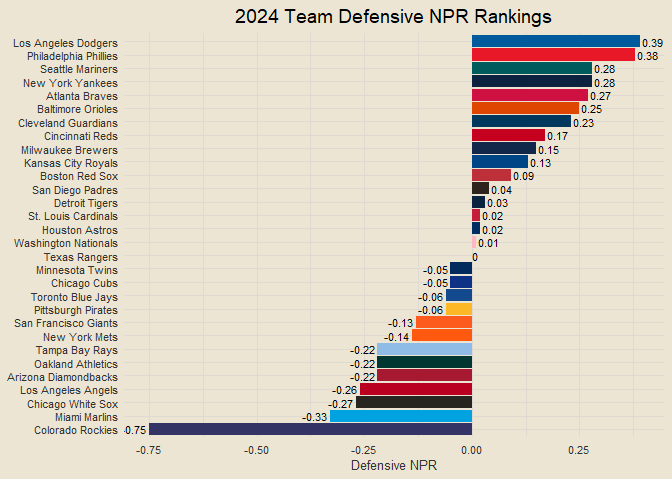 2024 Team Defensive NPR Rankings
Los Angeles Dodgers 0.39
Philadelphia Phillies 0.38
Seattle Mariners 0.28
New York Yankees 0.28
Atlanta Braves 0.27
Baltimore Orioles 0.25
Cleveland Guardians 0.23
Cincinnati Reds 0.17
Milwaukee Brewers 0.15
Kansas City Royals 0.13
Boston Red Sox 0.09
San Diego Padres 0.04
Detroit Tigers 0.03
St. Louis Cardinals 0.02
Houston Astros 0.02
Washington Nationals 0.01
Texas Rangers 0
Minnesota Twins -0.05
Chicago Cubs -0.05
Toronto Blue Jays -0.06
Pittsburgh Pirates -0.06
San Francisco Giants -0.13
New York Mets -0.14
Tampa Bay Rays -0.22
Oakland Athletics -0.22
Arizona Diamondbacks -0.22
Los Angeles Angels -0.26
Chicago White Sox -0.27
Miami Marlins -0.33
Colorado Rockies -0.75
-0.75 -0.50 -0.25 0.00 0.25
Defensive NPR